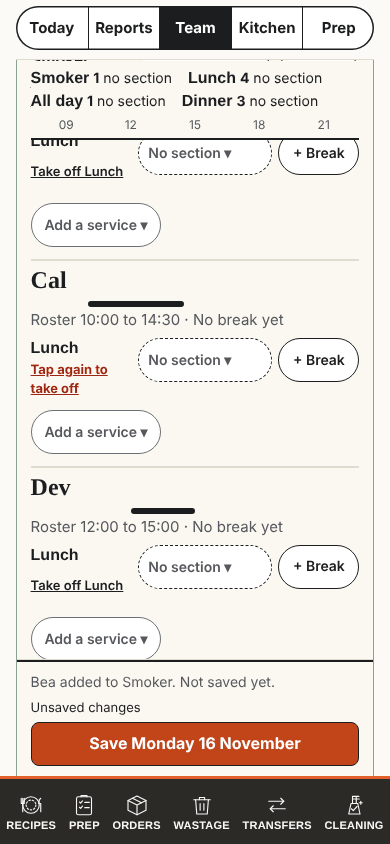 Today Reports Team Kitchen Prep
Smoker 1 no section Lunch 4 no section
All day 1 no section Dinner 3 no section
09 12 15 18 21
Lunch No section ▾ + Break
Take off Lunch
Add a service ▾
Cal
Roster 10:00 to 14:30 · No break yet
Lunch No section ▾ + Break
Tap again to
take off
Add a service ▾
Dev
Roster 12:00 to 15:00 · No break yet
Lunch No section ▾ + Break
Take off Lunch
Add a service ▾
Bea added to Smoker. Not saved yet.
Unsaved changes
Save Monday 16 November
RECIPES PREP ORDERS WASTAGE TRANSFERS CLEANING